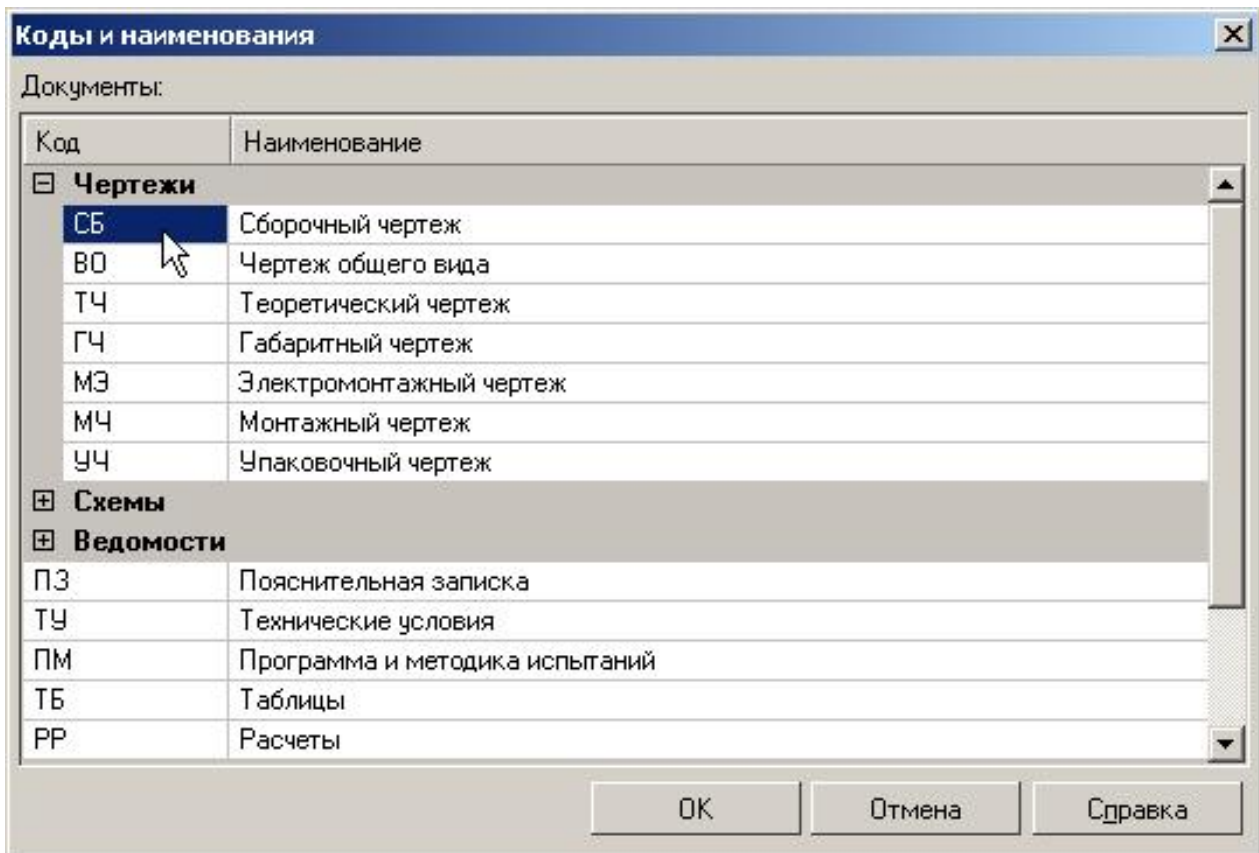 Коды и наименования
Документы:
Код Наименование
Чертежи
СБ Сборочный чертеж
ВО Чертеж общего вида
ТЧ Теоретический чертеж
ГЧ Габаритный чертеж
МЭ Электромонтажный чертеж
МЧ Монтажный чертеж
УЧ Упаковочный чертеж
Схемы
Ведомости
ПЗ Пояснительная записка
ТУ Технические условия
ПМ Программа и методика испытаний
ТБ Таблицы
РР Расчеты
OK Отмена Справка